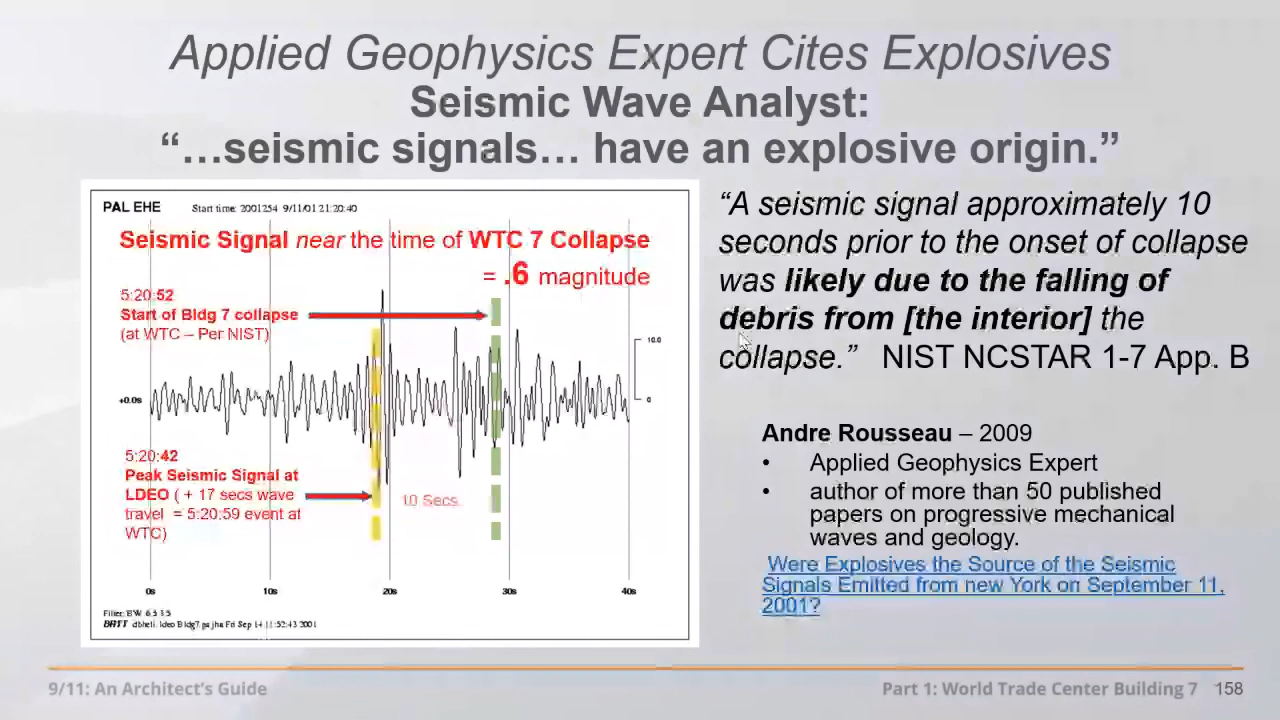 Applied Geophysics Expert Cites Explosives
Seismic Wave Analyst:
“…seismic signals… have an explosive origin.”
PAL EHE Start time: 2001254 9/11/01 21:20:40
Seismic Signal near the time of WTC 7 Collapse
= .6 magnitude
5:20:52
Start of Bldg 7 collapse
(at WTC – Per NIST)
10.0
+0.0s
0
5:20:42
Peak Seismic Signal at
LDEO ( + 17 secs wave
travel = 5:20:59 event at
WTC)
10 Secs
0s 10s 20s 30s 40s
Filter: BW
BRTT dbheli: ldeo Bldg7 Fri Sep 14 11:52:43 2001
“A seismic signal approximately 10
seconds prior to the onset of collapse
was likely due to the falling of
debris from [the interior] the
collapse.” NIST NCSTAR 1-7 App. B
Andre Rousseau – 2009
• Applied Geophysics Expert
• author of more than 50 published
papers on progressive mechanical
waves and geology.
Were Explosives the Source of the Seismic
Signals Emitted from new York on September 11,
2001?
9/11: An Architect's Guide
Part 1: World Trade Center Building 7 158